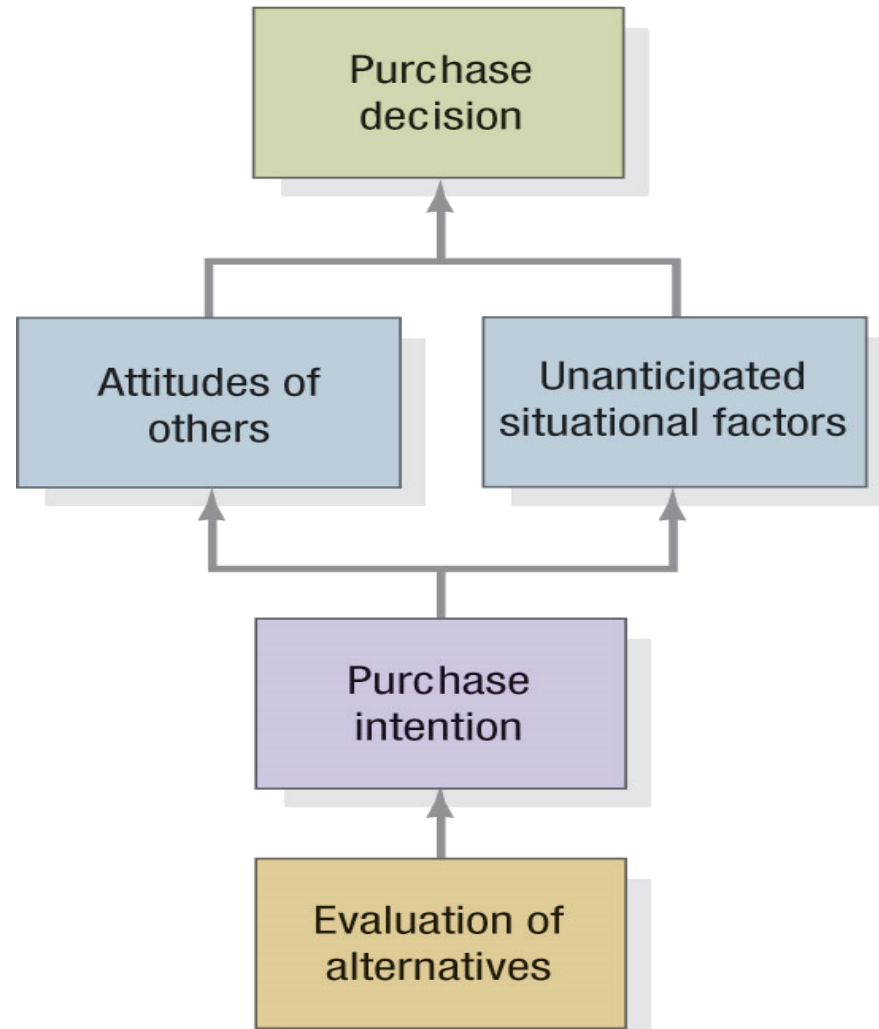 Purchase
decision
Attitudes of
others
Unanticipated
situational factors
Purchase
intention
Evaluation of
alternatives